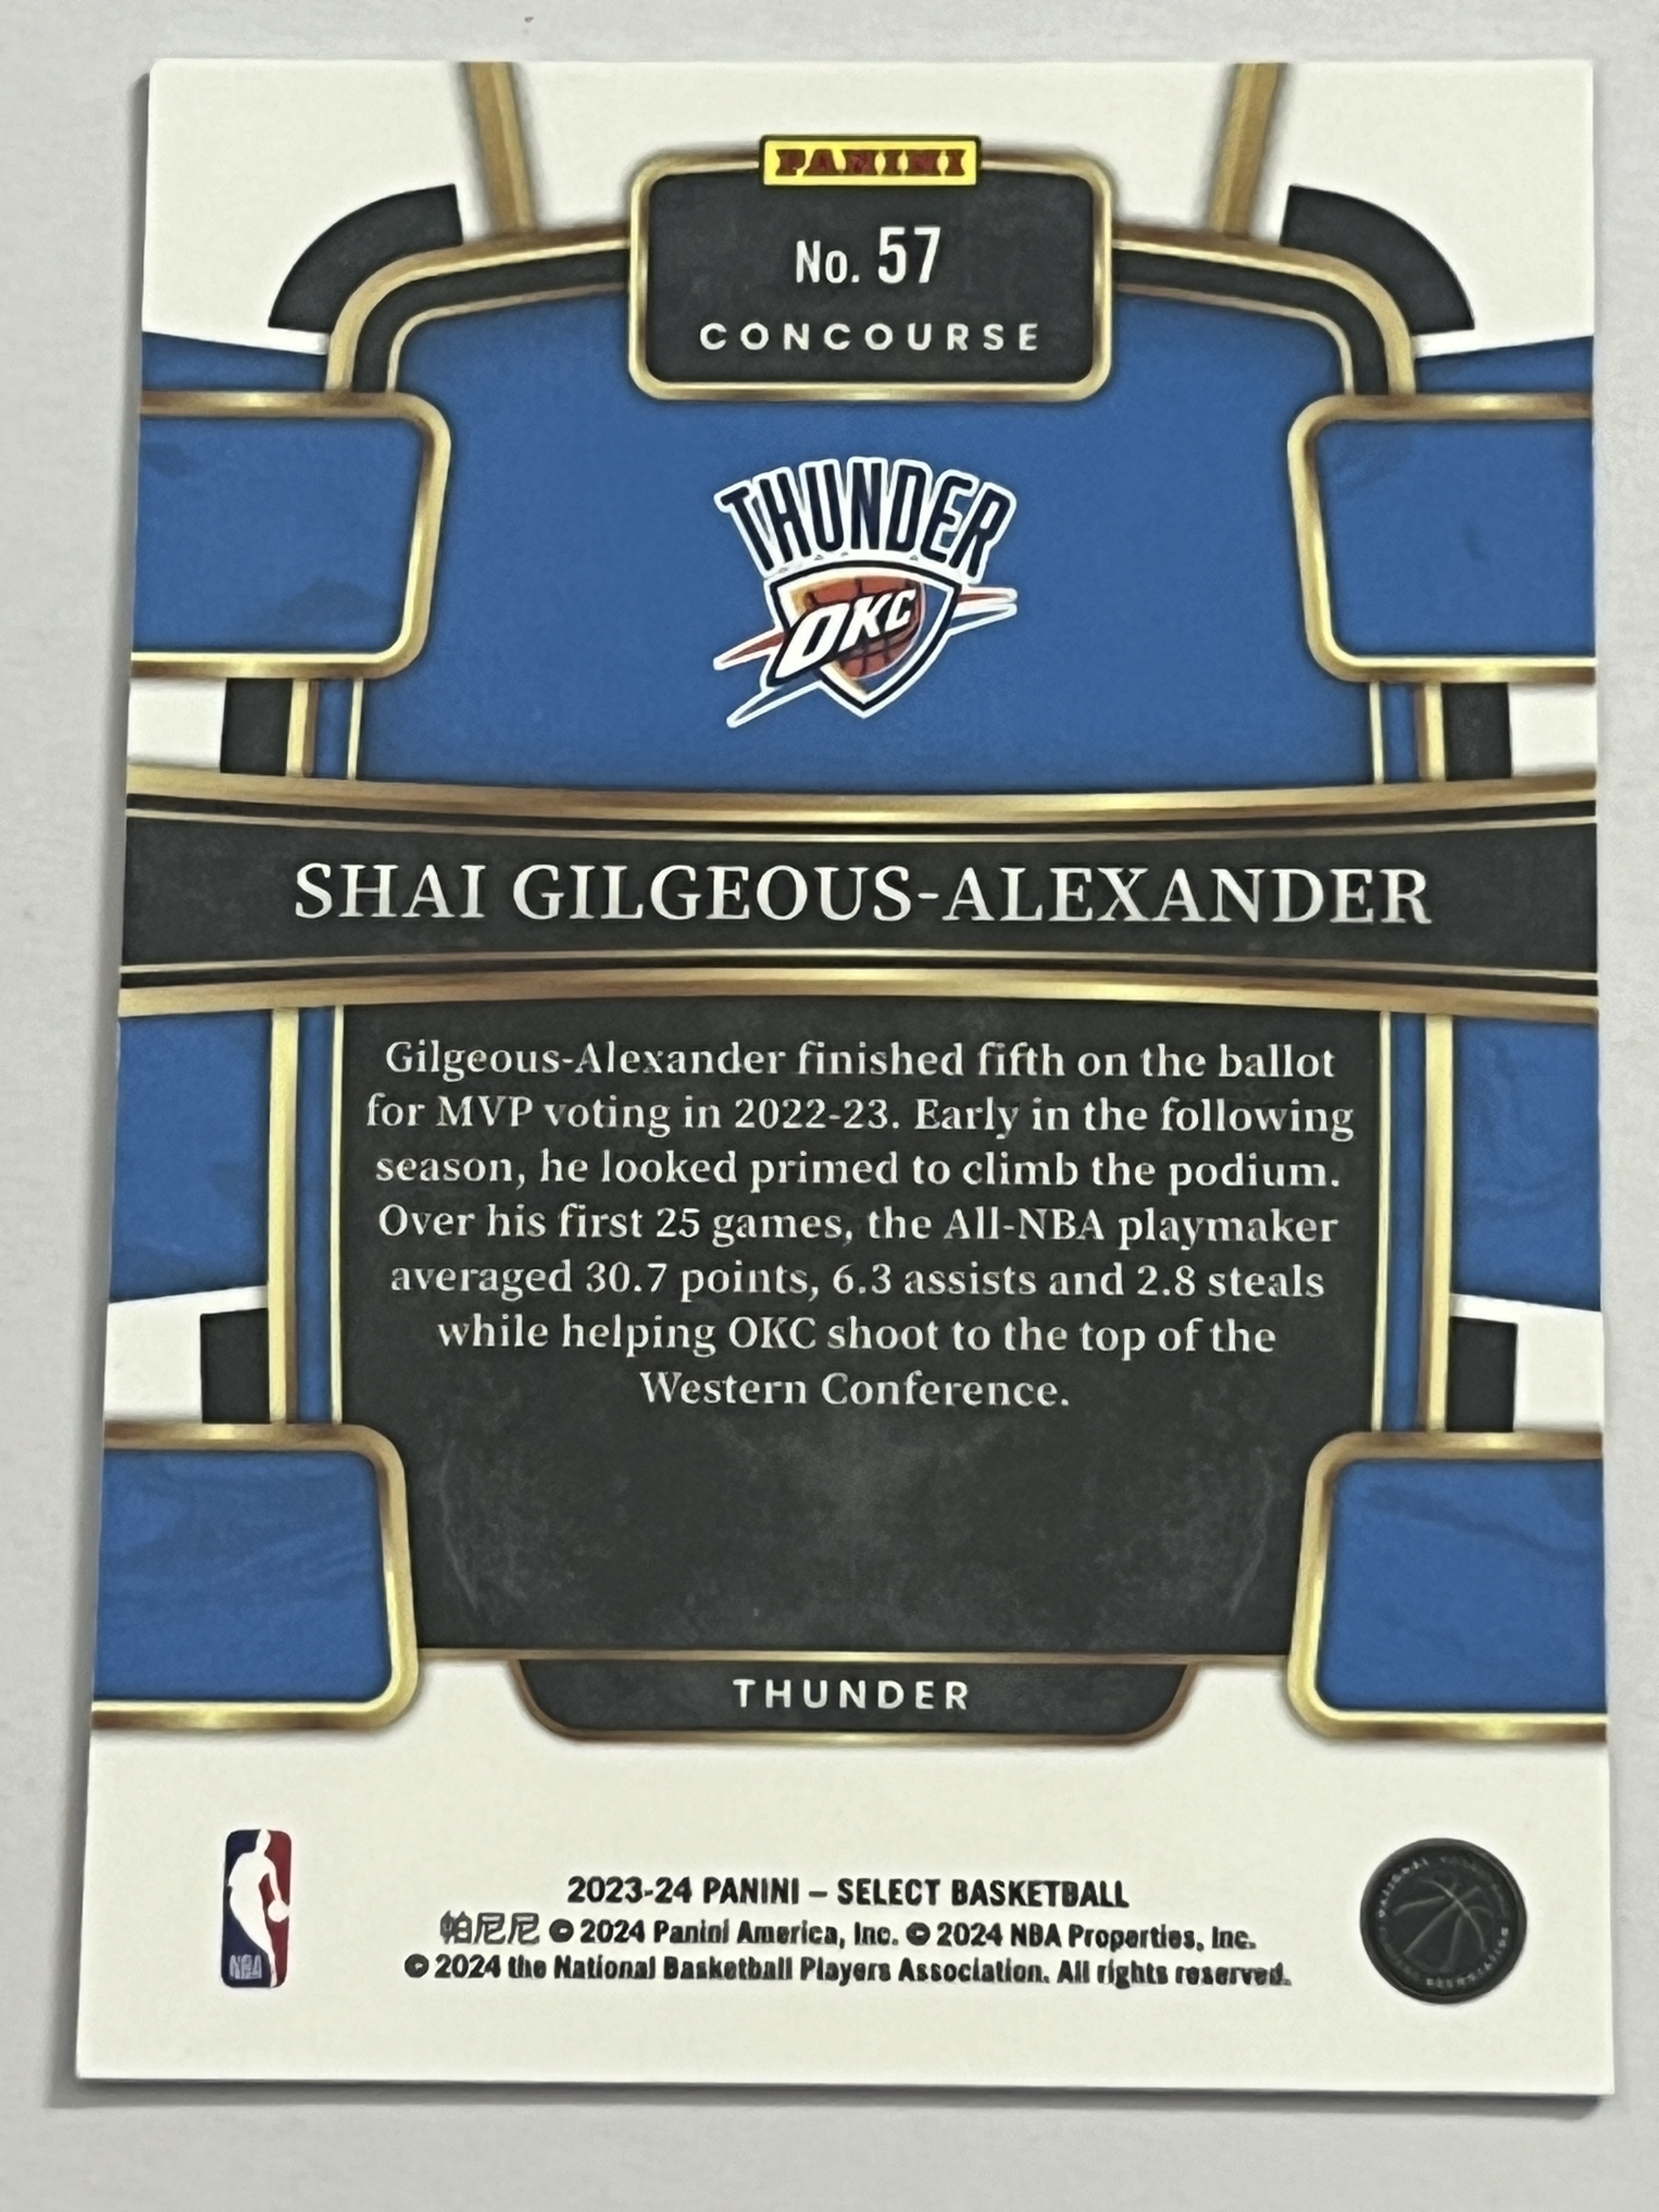 PANINI
No. 57
CONCOURSE
THUNDER
OKC
SHAI GILGEOUS-ALEXANDER
Gilgeous-Alexander finished fifth on the ballot
for MVP voting in 2022-23. Early in the following
season, he looked primed to climb the podium.
Over his first 25 games, the All-NBA playmaker
averaged 30.7 points, 6.3 assists and 2.8 steals
while helping OKC shoot to the top of the
Western Conference.
THUNDER
NBA
2023-24 PANINI – SELECT BASKETBALL
帕尼尼 © 2024 Panini America, Inc. © 2024 NBA Properties, Inc.
© 2024 the National Basketball Players Association. All rights reserved.